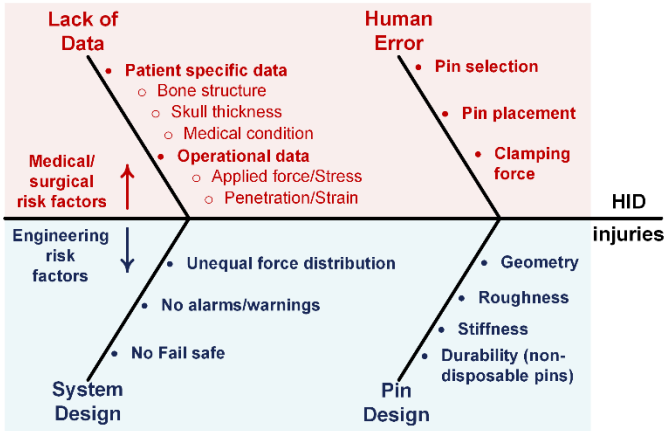 Lack of
Data
Human
Error
• Patient specific data
○ Bone structure
○ Skull thickness
○ Medical condition
• Operational data
○ Applied force/Stress
○ Penetration/Strain
• Pin selection
• Pin placement
• Clamping
force
Medical/
surgical
risk factors
HID
injuries
Engineering
risk
factors
• Unequal force distribution
• No alarms/warnings
• No Fail safe
System
Design
• Geometry
• Roughness
• Stiffness
• Durability (non-
disposable pins)
Pin
Design